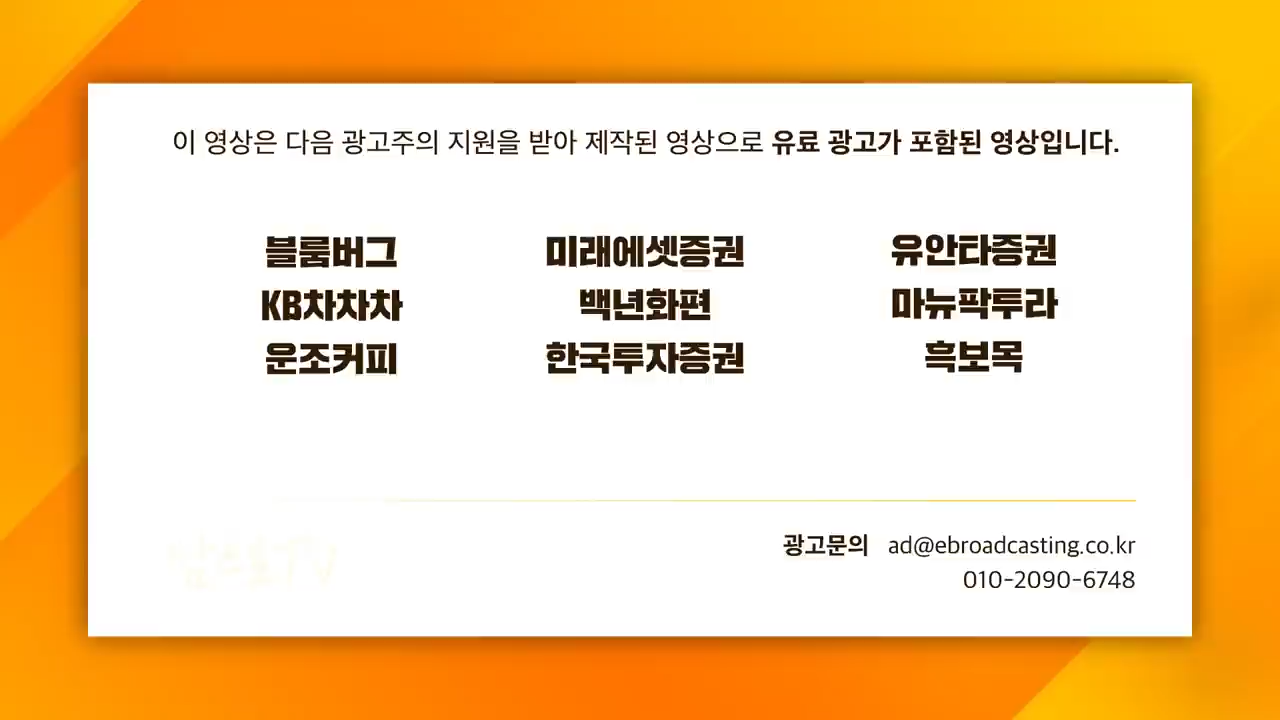 이 영상은 다음 광고주의 지원을 받아 제작된 영상으로 유료 광고가 포함된 영상입니다.
블룸버그 미래에셋증권 유안타증권
KB차차차 백년화편 마뉴팍투라
운조커피 한국투자증권 흑보목
광고문의 ad@ebroadcasting.co.kr
010-2090-6748